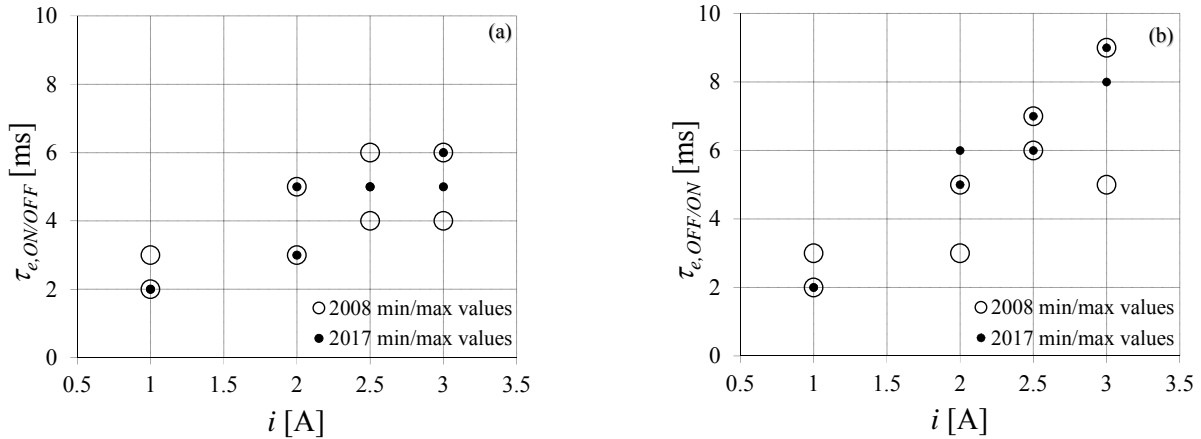 10
8
6
4
2
0
(a)
τe,ON/OFF [ms]
○ 2008 min/max values
● 2017 min/max values
0.5 1 1.5 2 2.5 3 3.5
i [A]
10
8
6
4
2
0
(b)
τe,OFF/ON [ms]
○ 2008 min/max values
● 2017 min/max values
0.5 1 1.5 2 2.5 3 3.5
i [A]